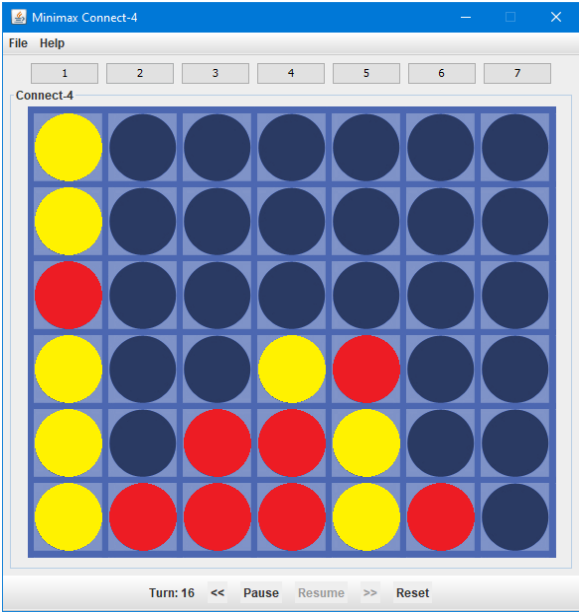 Minimax Connect-4
File Help
1 2 3 4 5 6 7
Connect-4
Turn: 16 << Pause Resume >> Reset